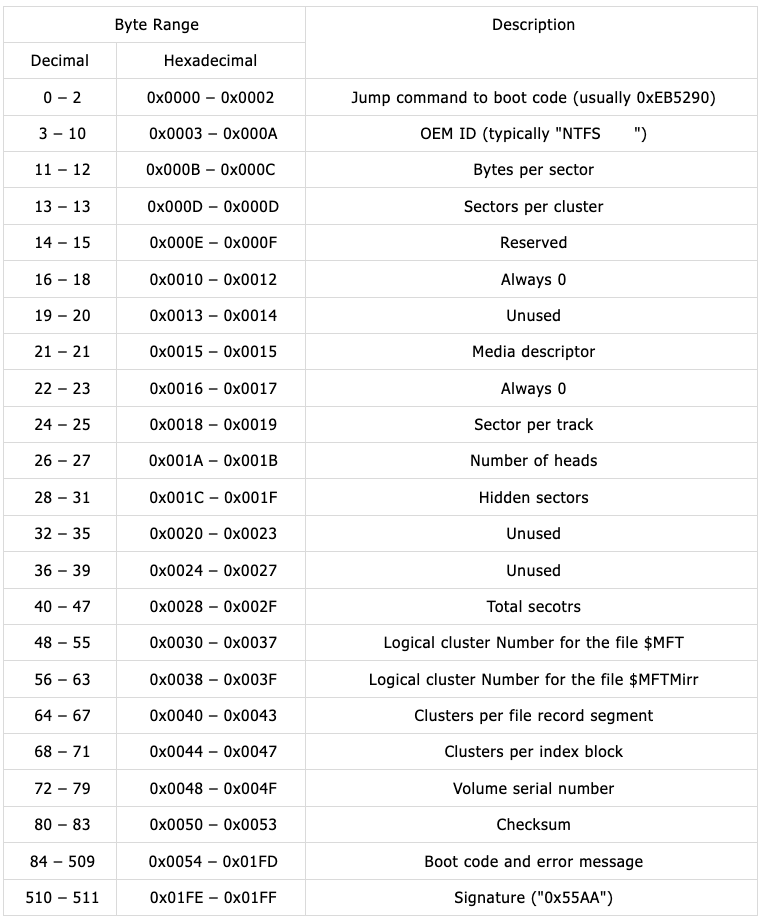 Byte Range Description
Decimal Hexadecimal
0 – 2 0x0000 – 0x0002 Jump command to boot code (usually 0xEB5290)
3 – 10 0x0003 – 0x000A OEM ID (typically "NTFS    ")
11 – 12 0x000B – 0x000C Bytes per sector
13 – 13 0x000D – 0x000D Sectors per cluster
14 – 15 0x000E – 0x000F Reserved
16 – 18 0x0010 – 0x0012 Always 0
19 – 20 0x0013 – 0x0014 Unused
21 – 21 0x0015 – 0x0015 Media descriptor
22 – 23 0x0016 – 0x0017 Always 0
24 – 25 0x0018 – 0x0019 Sector per track
26 – 27 0x001A – 0x001B Number of heads
28 – 31 0x001C – 0x001F Hidden sectors
32 – 35 0x0020 – 0x0023 Unused
36 – 39 0x0024 – 0x0027 Unused
40 – 47 0x0028 – 0x002F Total secotrs
48 – 55 0x0030 – 0x0037 Logical cluster Number for the file $MFT
56 – 63 0x0038 – 0x003F Logical cluster Number for the file $MFTMirr
64 – 67 0x0040 – 0x0043 Clusters per file record segment
68 – 71 0x0044 – 0x0047 Clusters per index block
72 – 79 0x0048 – 0x004F Volume serial number
80 – 83 0x0050 – 0x0053 Checksum
84 – 509 0x0054 – 0x01FD Boot code and error message
510 – 511 0x01FE – 0x01FF Signature ("0x55AA")